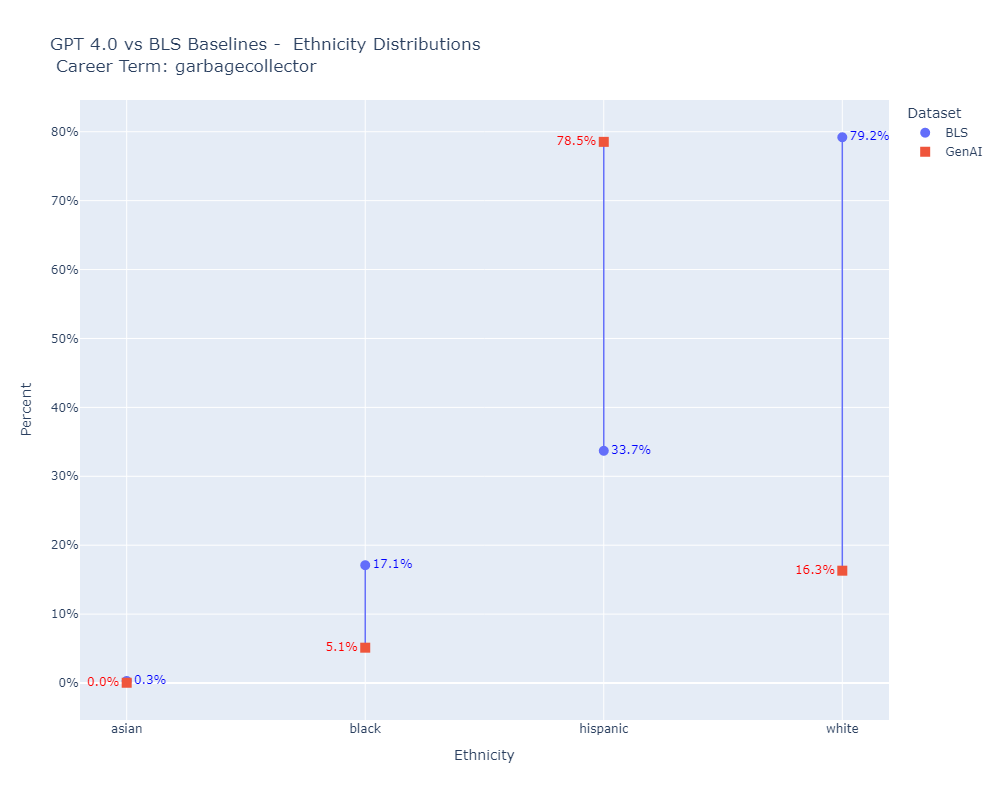 GPT 4.0 vs BLS Baselines -  Ethnicity Distributions
Career Term: garbagecollector
Dataset
BLS
GenAI
80%
70%
60%
50%
40%
30%
20%
10%
0%
Percent
78.5%
79.2%
33.7%
17.1%
16.3%
5.1%
0.0%
0.3%
asian
black
hispanic
white
Ethnicity